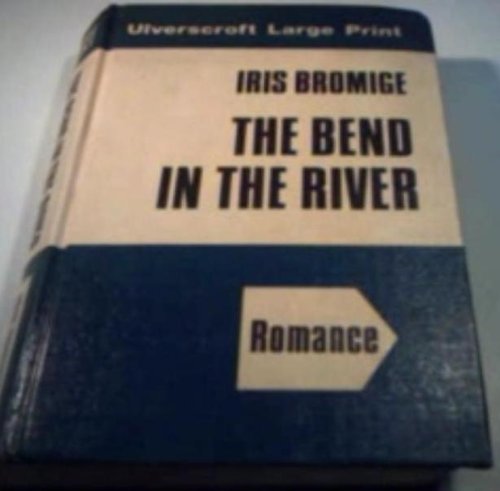 Ulverscroft Large Print
IRIS BROMIGE
THE BEND
IN THE RIVER
Romance